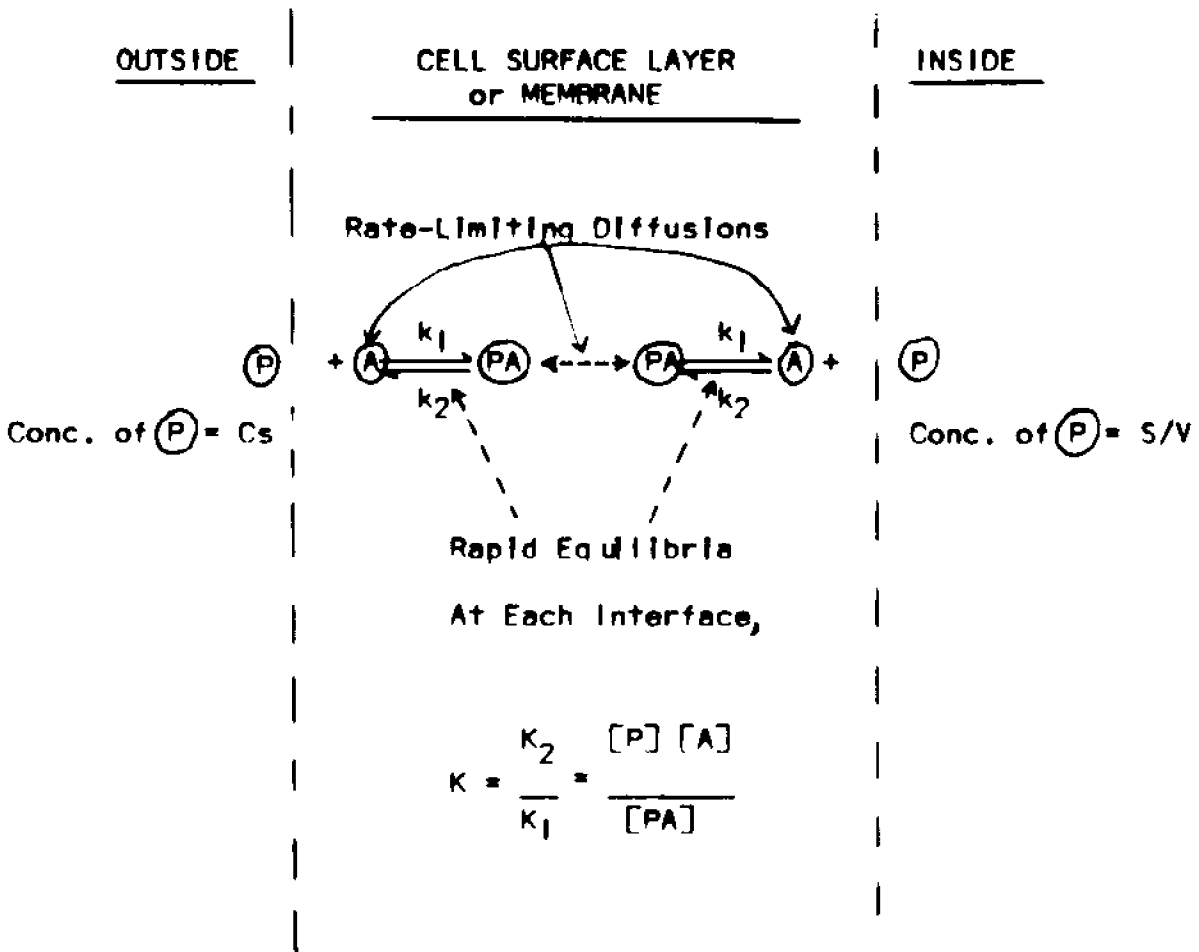 OUTSIDE
CELL SURFACE LAYER
or MEMBRANE
INSIDE
Rate-Limiting Diffusions
P + A k1 k2 PA PA k1 k2 A + P
Conc. of P = Cs
Conc. of P = S/V
Rapid Equilibria
At Each Interface,
K = K2 / K1 = [P] [A] / [PA]